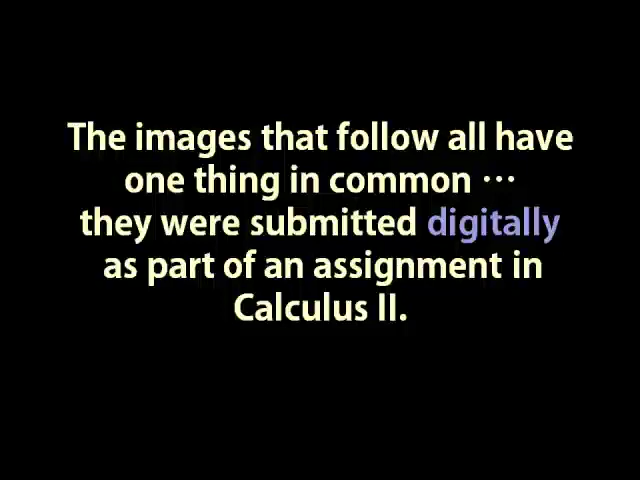 The images that follow all have
one thing in common ···
they were submitted digitally
as part of an assignment in
Calculus II.